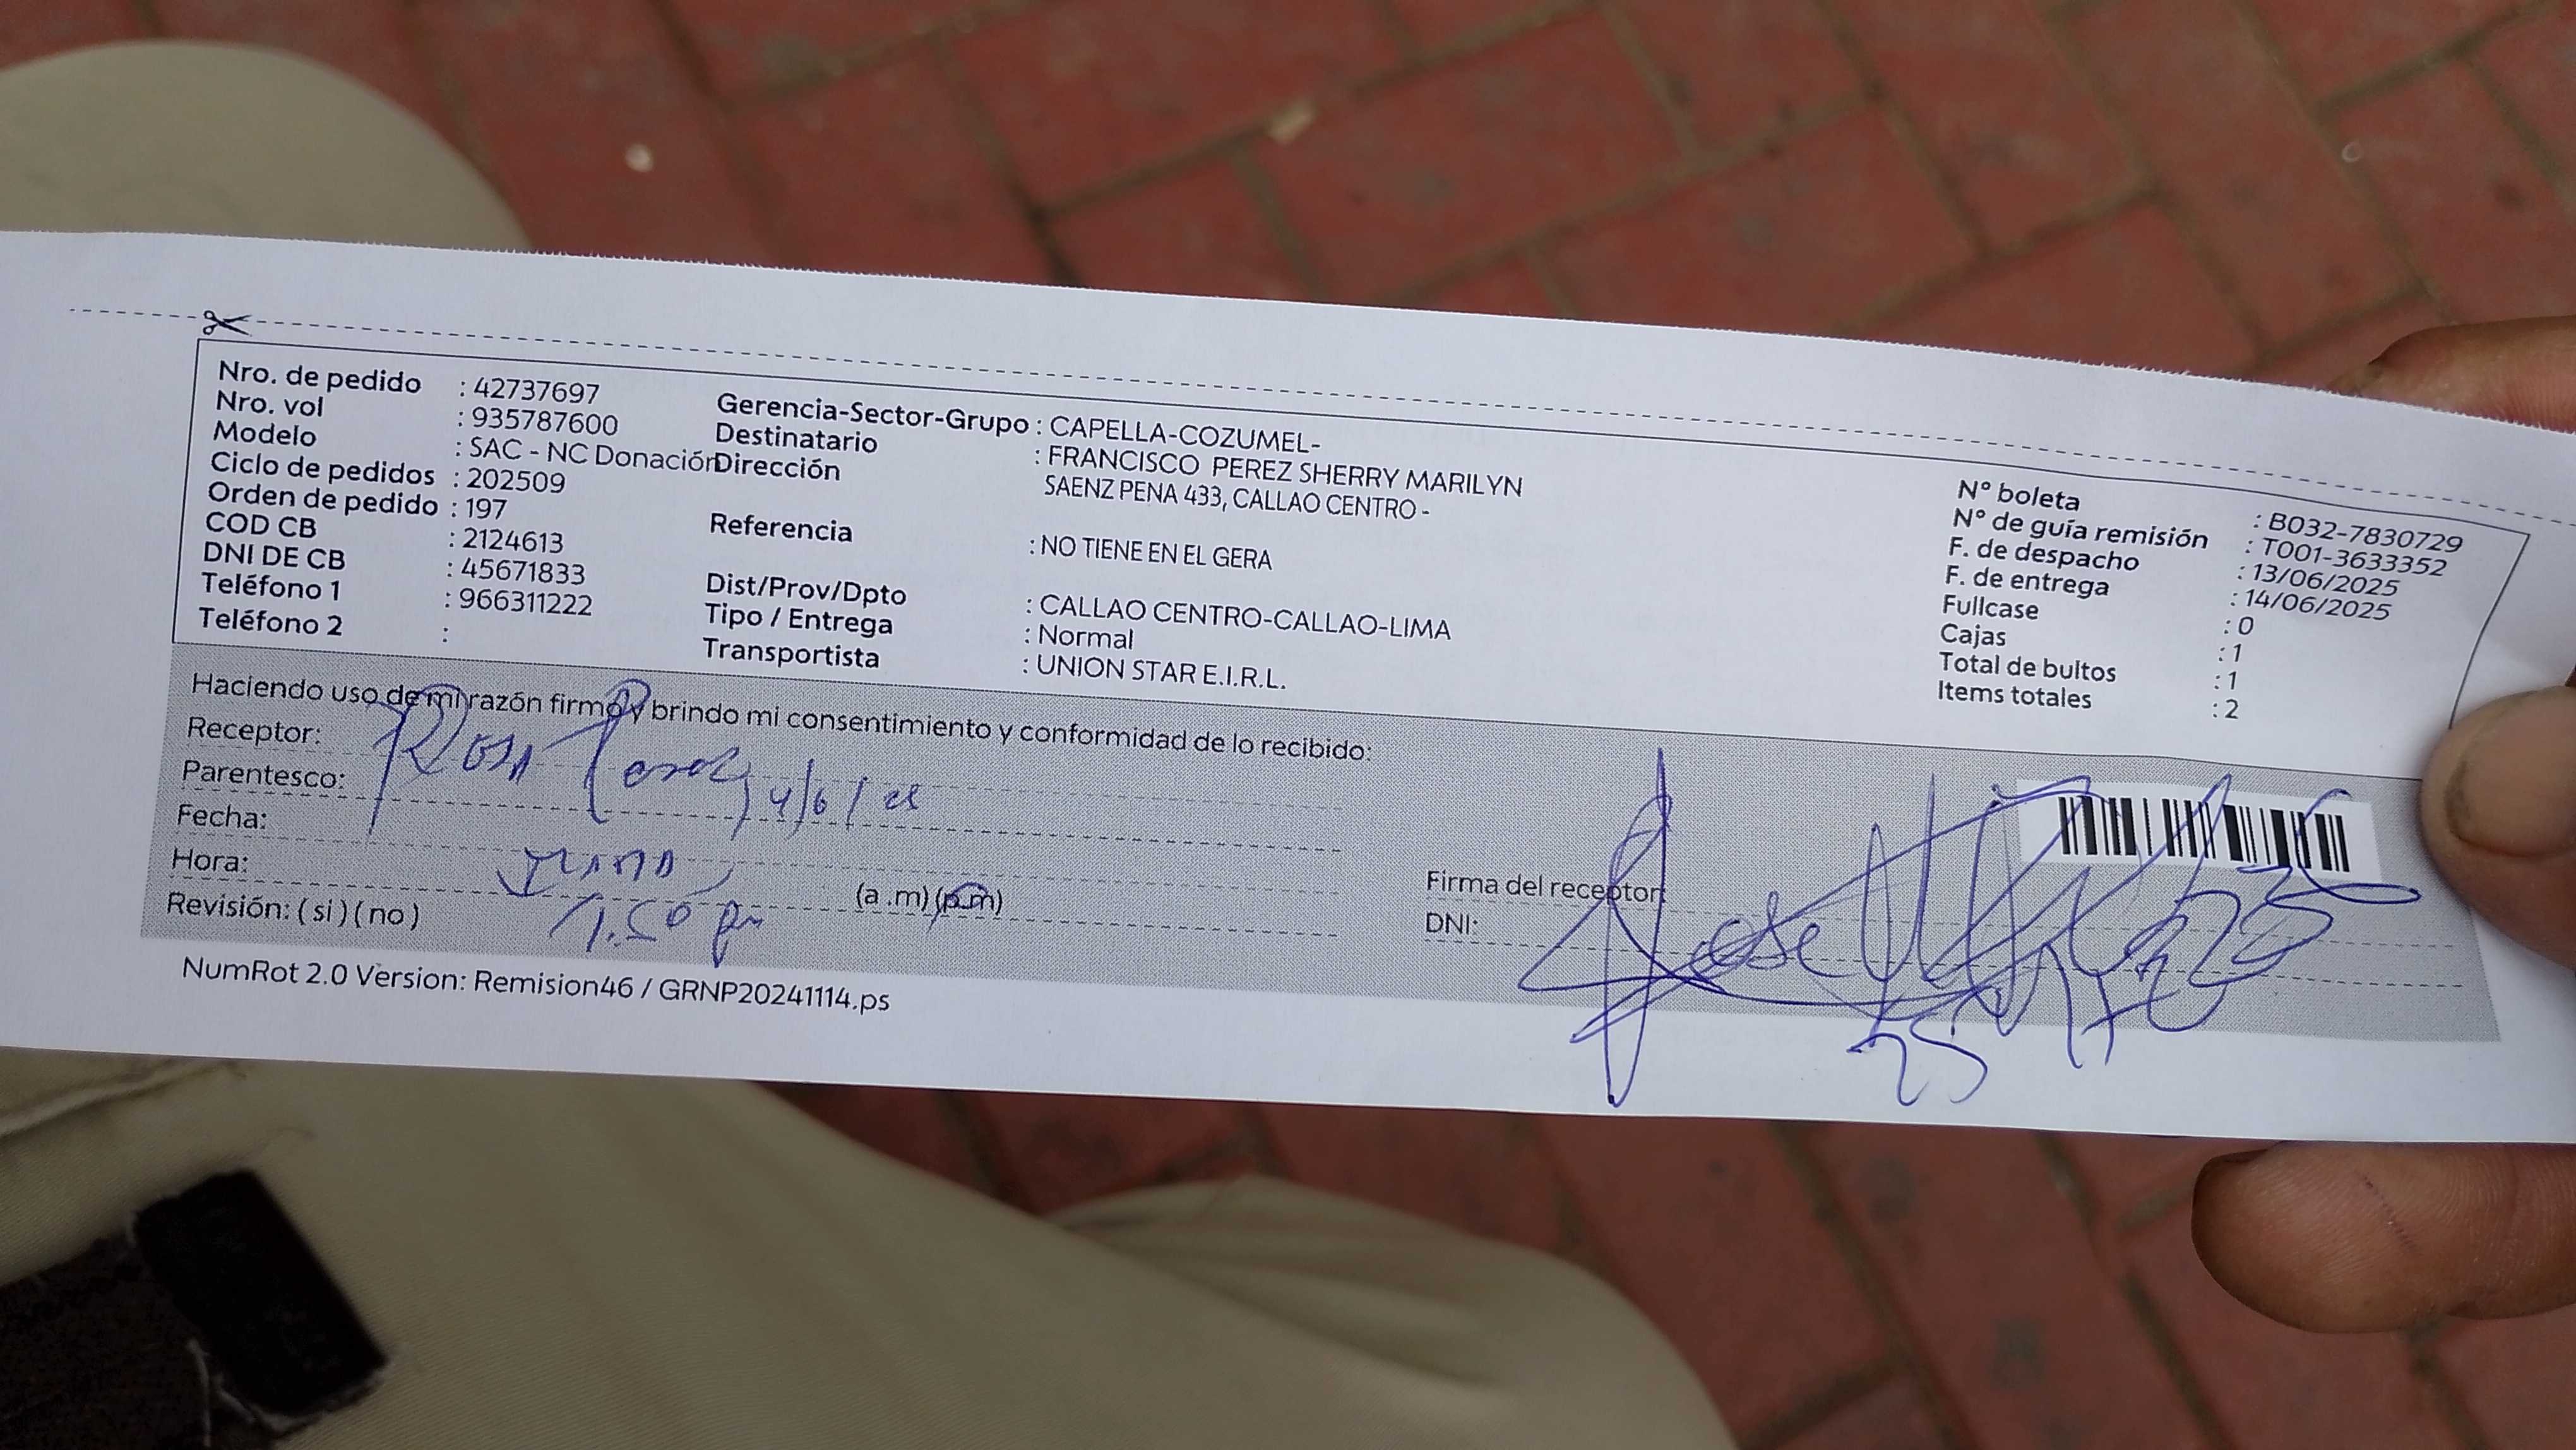 Nro. de pedido : 42737697
Nro. vol : 935787600
Modelo : SAC - NC Donación
Ciclo de pedidos : 202509
Orden de pedido : 197
COD CB : 2124613
DNI DE CB : 45671833
Teléfono 1 : 966311222
Teléfono 2 :
Gerencia-Sector-Grupo : CAPELLA-COZUMEL-
Destinatario : FRANCISCO PEREZ SHERRY MARILYN
Dirección SAENZ PENA 433, CALLAO CENTRO -
Referencia : NO TIENE EN EL GERA
Dist/Prov/Dpto : CALLAO CENTRO-CALLAO-LIMA
Tipo / Entrega : Normal
Transportista : UNION STAR E.I.R.L.
N° boleta : B032-7830729
N° de guía remisión : T001-3633352
F. de despacho : 13/06/2025
F. de entrega : 14/06/2025
Fullcase : 0
Cajas : 1
Total de bultos : 1
Items totales : 2
Haciendo uso de mi razón firmo y brindo mi consentimiento y conformidad de lo recibido:
Receptor: Rosa
Parentesco:
Fecha:
Hora: (a .m) (p.m)
Revisión: ( si ) ( no ) 1.50 pm
Firma del receptor:
DNI:
NumRot 2.0 Version: Remision46 / GRNP20241114.ps